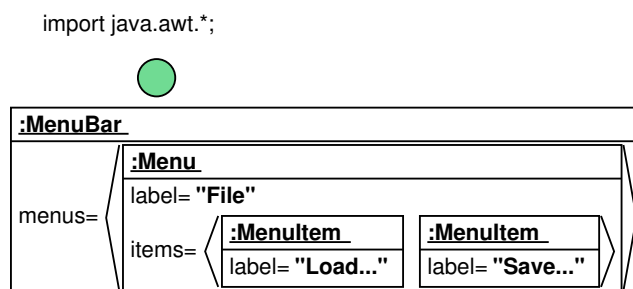 import java.awt.*;
:MenuBar
:Menu
label= "File"
menus=
items=
:MenuItem :MenuItem
label= "Load..." label= "Save..."